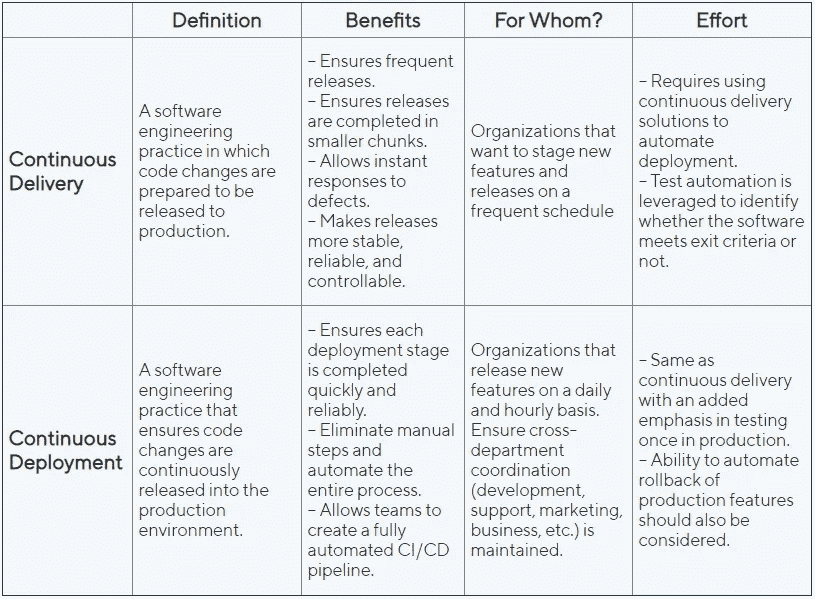 Definition
Benefits
For Whom?
Effort
Continuous
Delivery
A software
engineering
practice in which
code changes are
prepared to be
released to
production.
– Ensures frequent
releases.
– Ensures releases
are completed in
smaller chunks.
– Allows instant
responses to
defects.
– Makes releases
more stable,
reliable, and
controllable.
Organizations that
want to stage new
features and
releases on a
frequent schedule
– Requires using
continuous delivery
solutions to
automate
deployment.
– Test automation is
leveraged to identify
whether the software
meets exit criteria or
not.
Continuous
Deployment
A software
engineering
practice that
ensures code
changes are
continuously
released into the
production
environment.
– Ensures each
deployment stage
is completed
quickly and
reliably.
– Eliminate manual
steps and
automate the
entire process.
– Allows teams to
create a fully
automated CI/CD
pipeline.
Organizations that
release new
features on a daily
and hourly basis.
Ensure cross-
department
coordination
(development,
support, marketing,
business, etc.) is
maintained.
– Same as
continuous delivery
with an added
emphasis in testing
once in production.
– Ability to automate
rollback of
production features
should also be
considered.